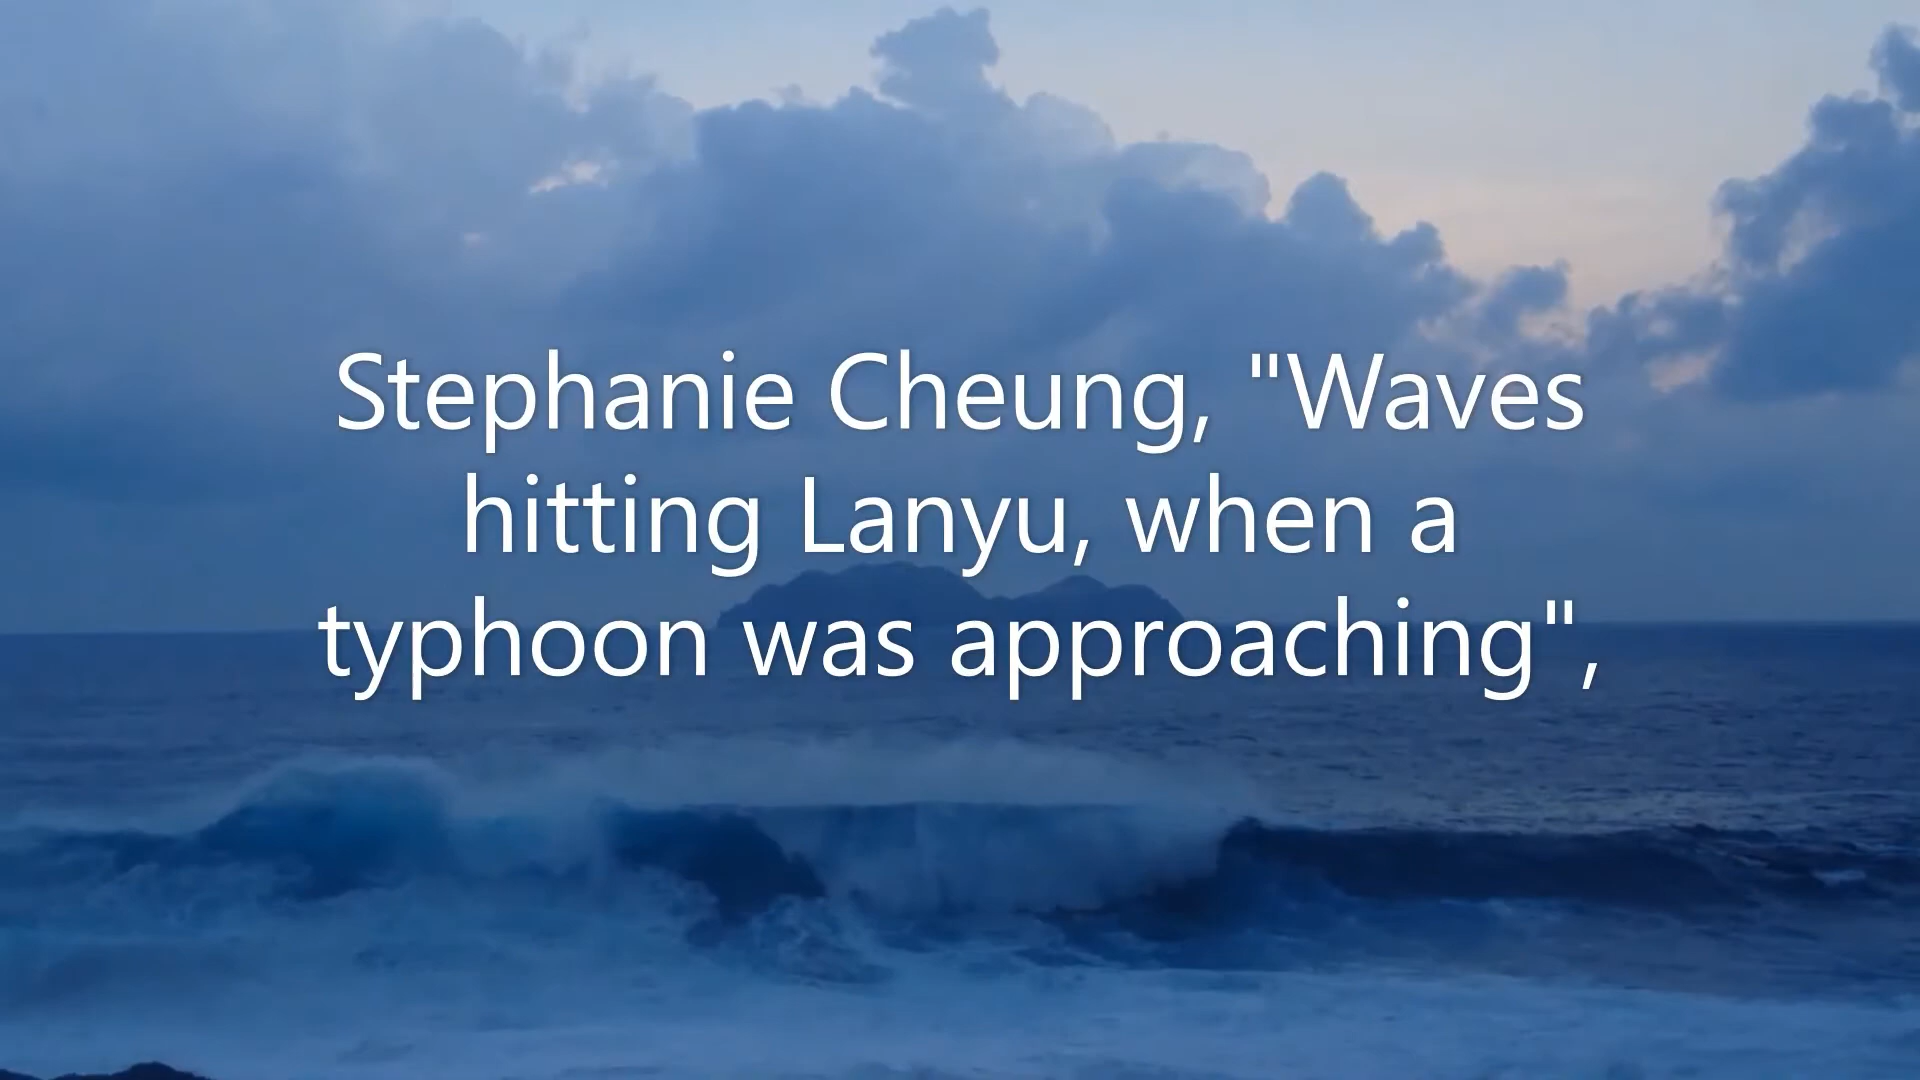 Stephanie Cheung, "Waves
hitting Lanyu, when a
typhoon was approaching",